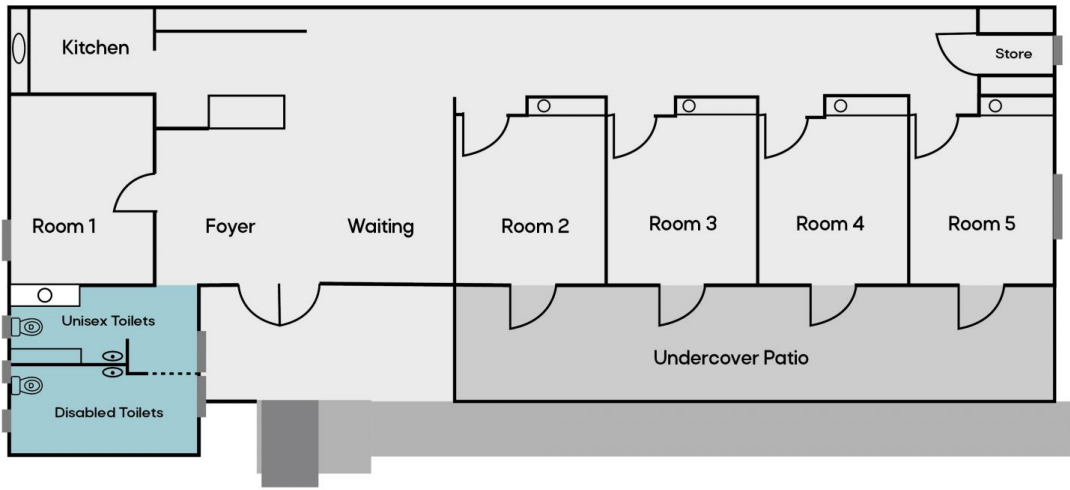 Kitchen
Store
Room 1
Foyer
Waiting
Room 2
Room 3
Room 4
Room 5
Unisex Toilets
Undercover Patio
Disabled Toilets